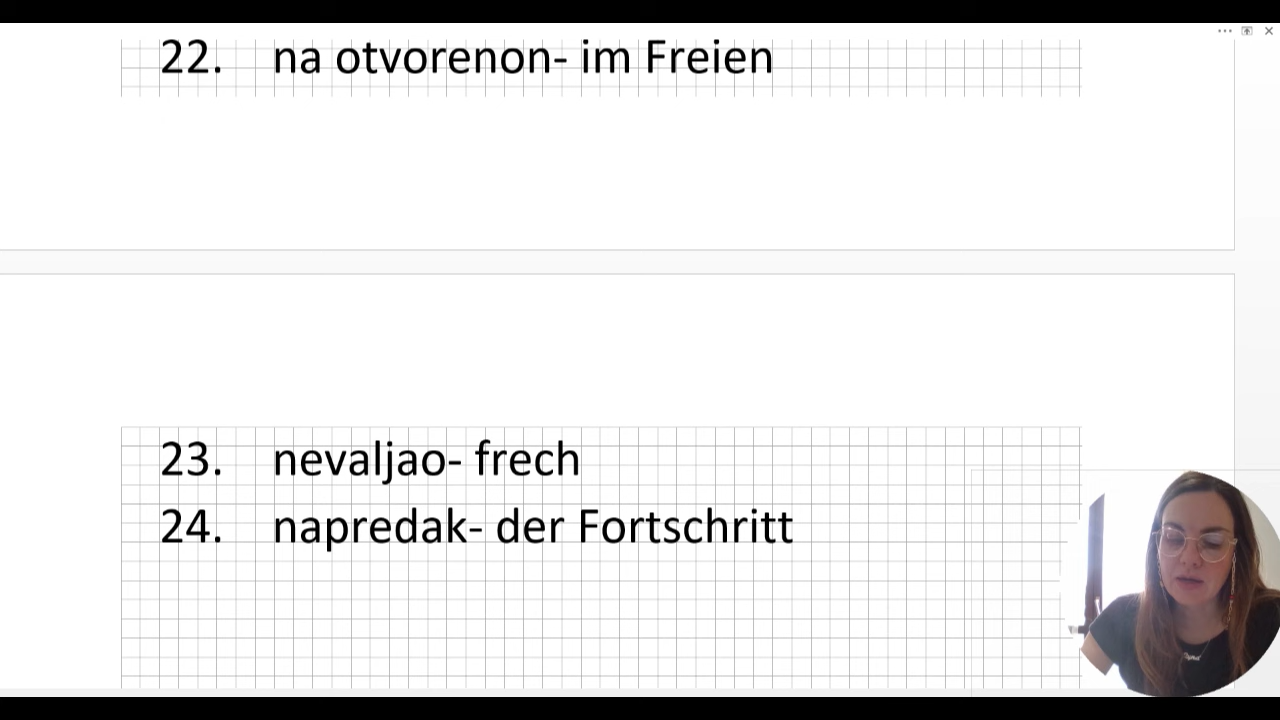 22. na otvorenon- im Freien
23. nevaljao- frech
24. napredak- der Fortschritt